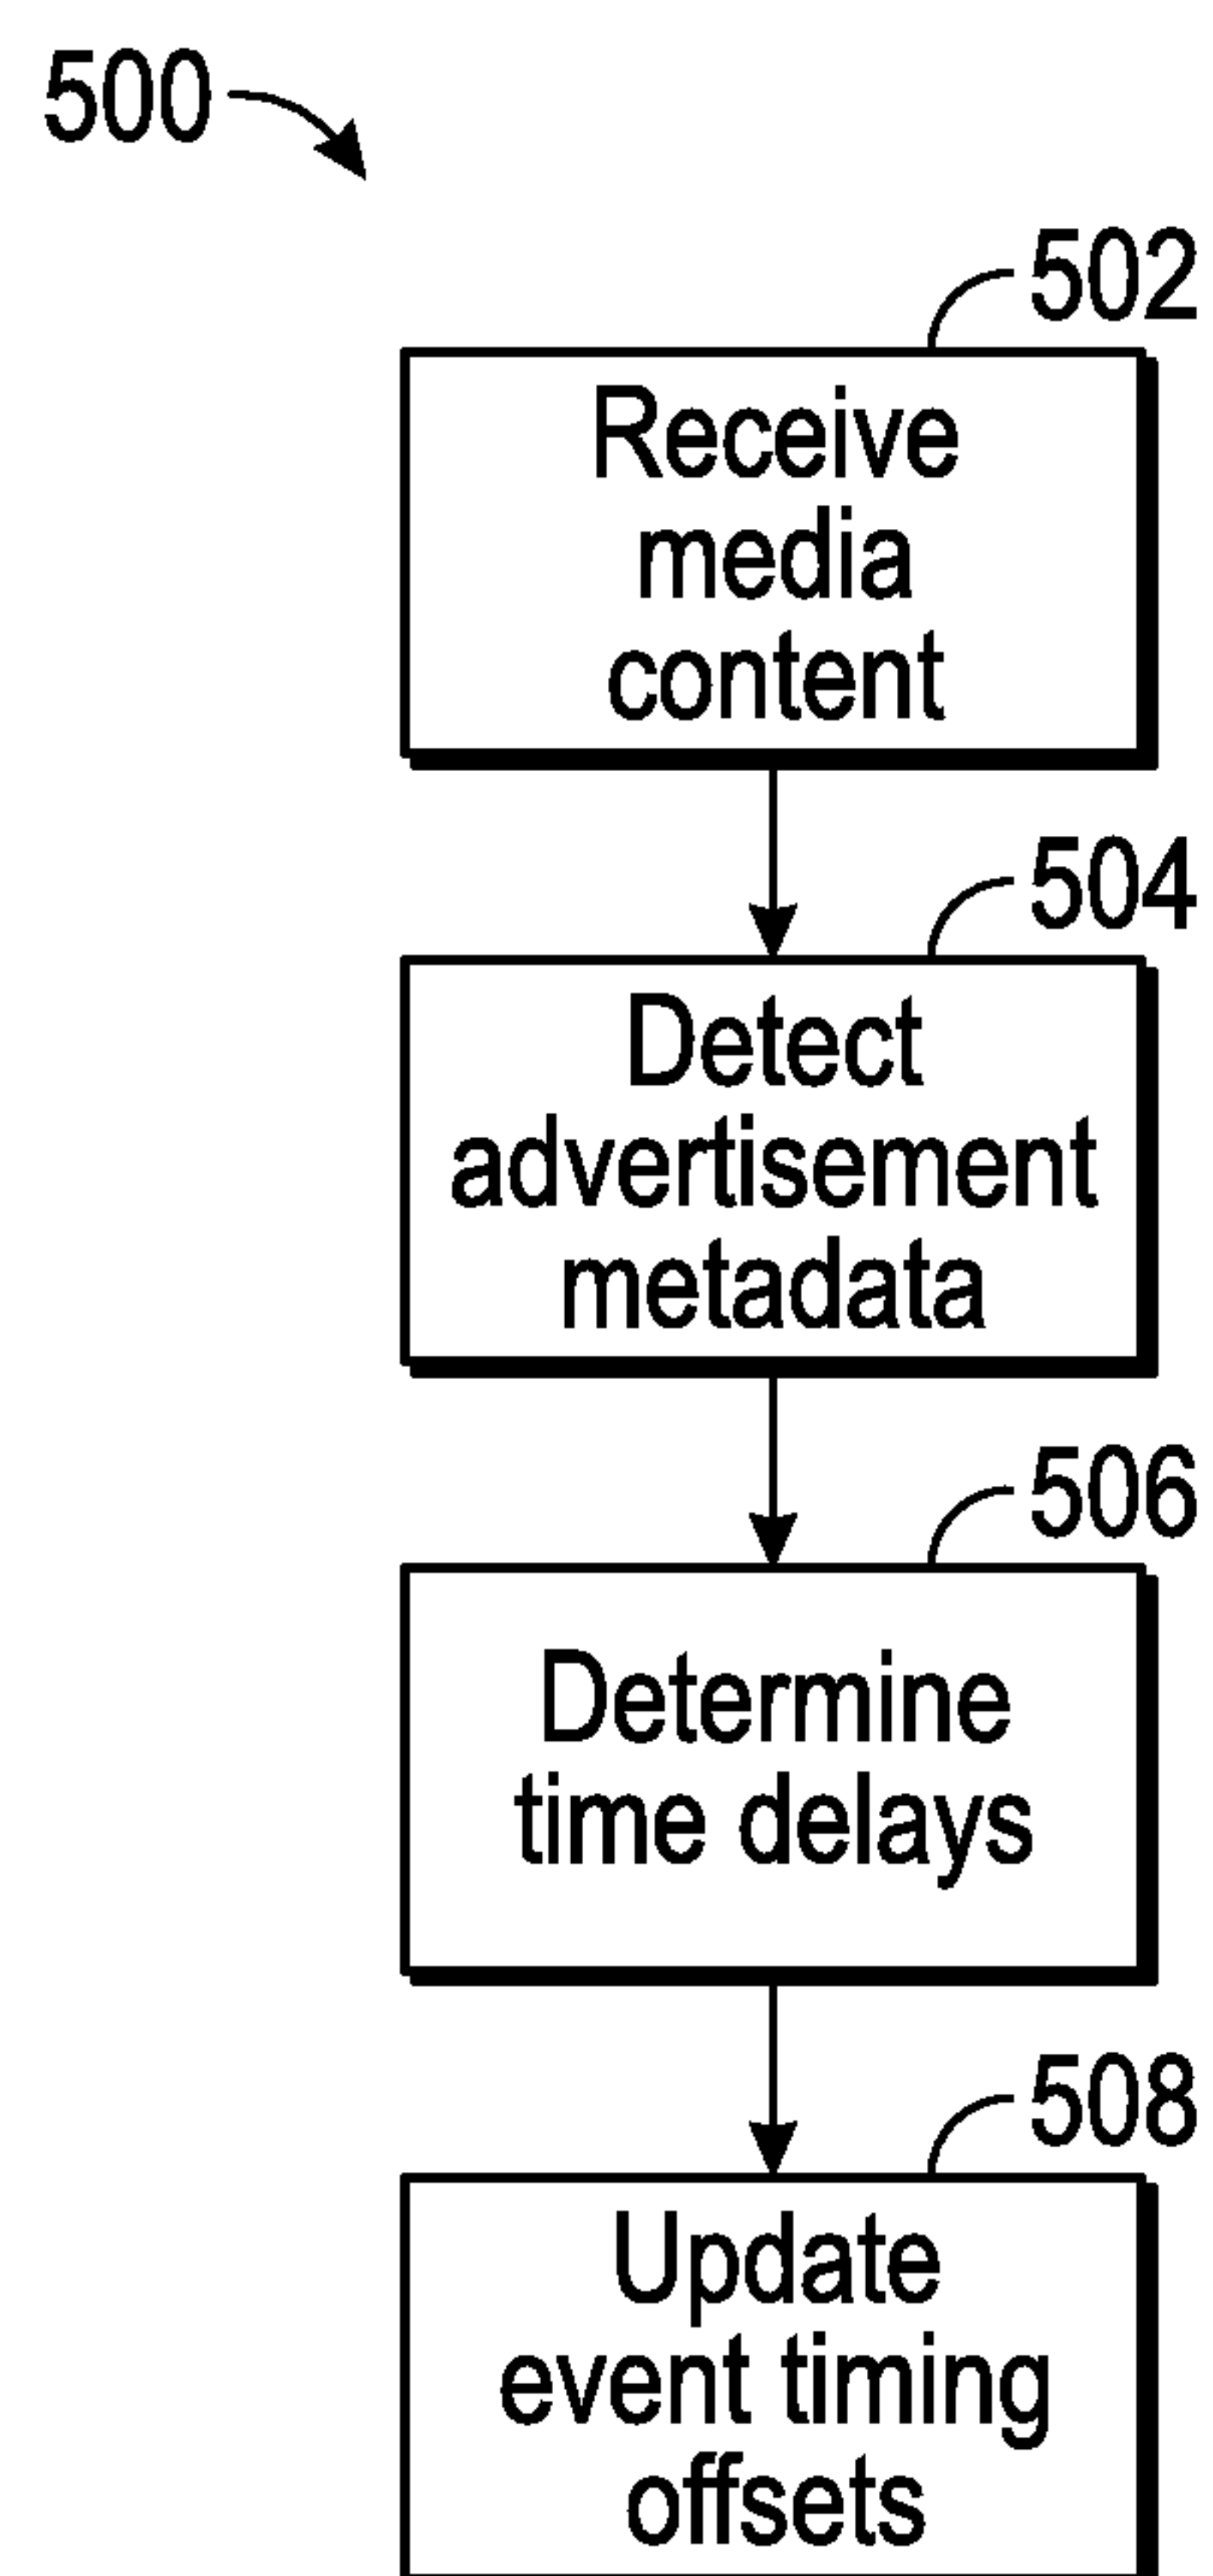 500
502
Receive
media
content
504
Detect
advertisement
metadata
506
Determine
time delays
508
Update
event timing
offsets